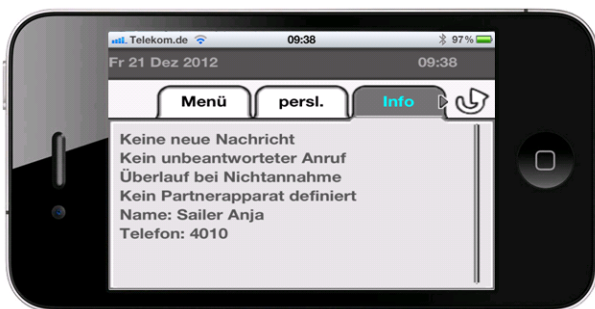 Telekom.de 09:38 97%
Fr 21 Dez 2012 09:38
Menü persl. Info
Keine neue Nachricht
Kein unbeantworteter Anruf
Überlauf bei Nichtannahme
Kein Partnerapparat definiert
Name: Sailer Anja
Telefon: 4010